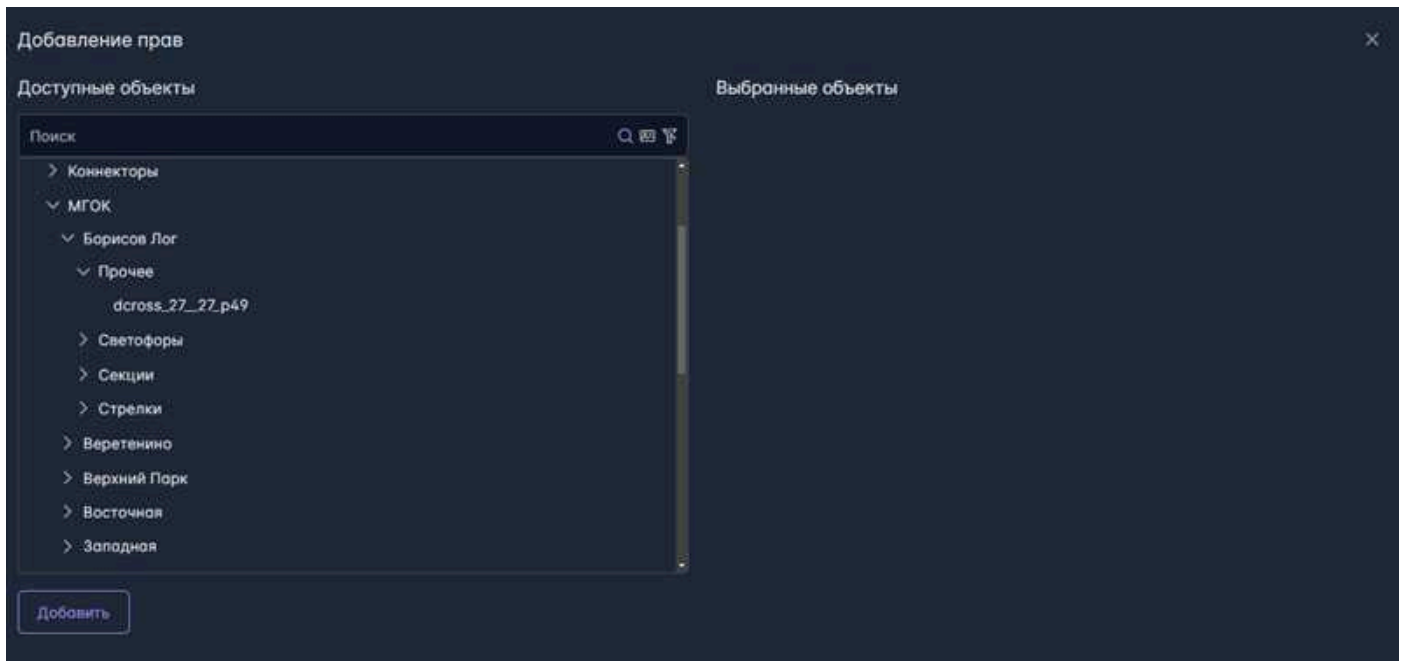 Добавление прав
Доступные объекты
Выбранные объекты
Поиск
Коннекторы
МГОК
Борисов Лог
Прочее
dcross_27__27_p49
Светофоры
Секции
Стрелки
Веретенино
Верхний Парк
Восточная
Западная
Добавить